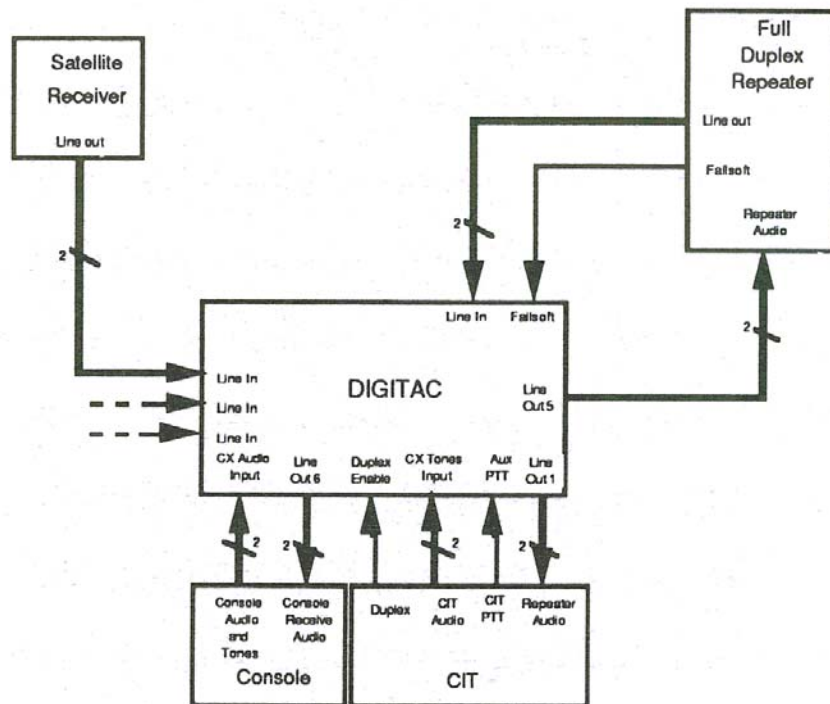 Satellite
Receiver
Line out
2
Full
Duplex
Repeater
Line out
Failsoft
Repeater
Audio
2
2
Line In
Failsoft
DIGITAC
Line In
Line In
Line In
Line
Out 5
CX Audio
Input
Line
Out 6
Duplex
Enable
CX Tones
Input
Aux
PTT
Line
Out 1
2
2
2
2
Console
Audio
and
Tones
Console
Receive
Audio
Console
Duplex
CIT
Audio
CIT
PTT
Repeater
Audio
CIT